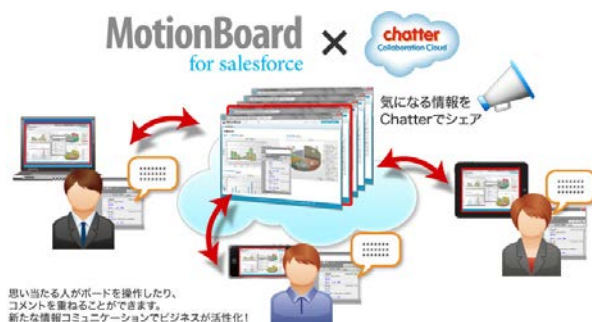 MotionBoard
for salesforce
×
chatter
Collaboration Cloud
気になる情報を
Chatterでシェア
思い当たる人がボードを操作したり、
コメントを重ねることができます。
新たな情報コミュニケーションでビジネスが活性化！